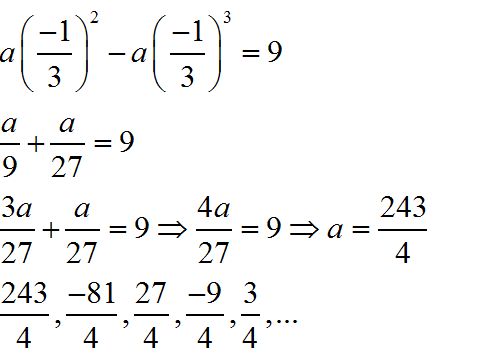 a(-1/3)^2 - a(-1/3)^3 = 9
a/9 + a/27 = 9
3a/27 + a/27 = 9 ⇒ 4a/27 = 9 ⇒ a = 243/4
243/4, -81/4, 27/4, -9/4, 3/4,...